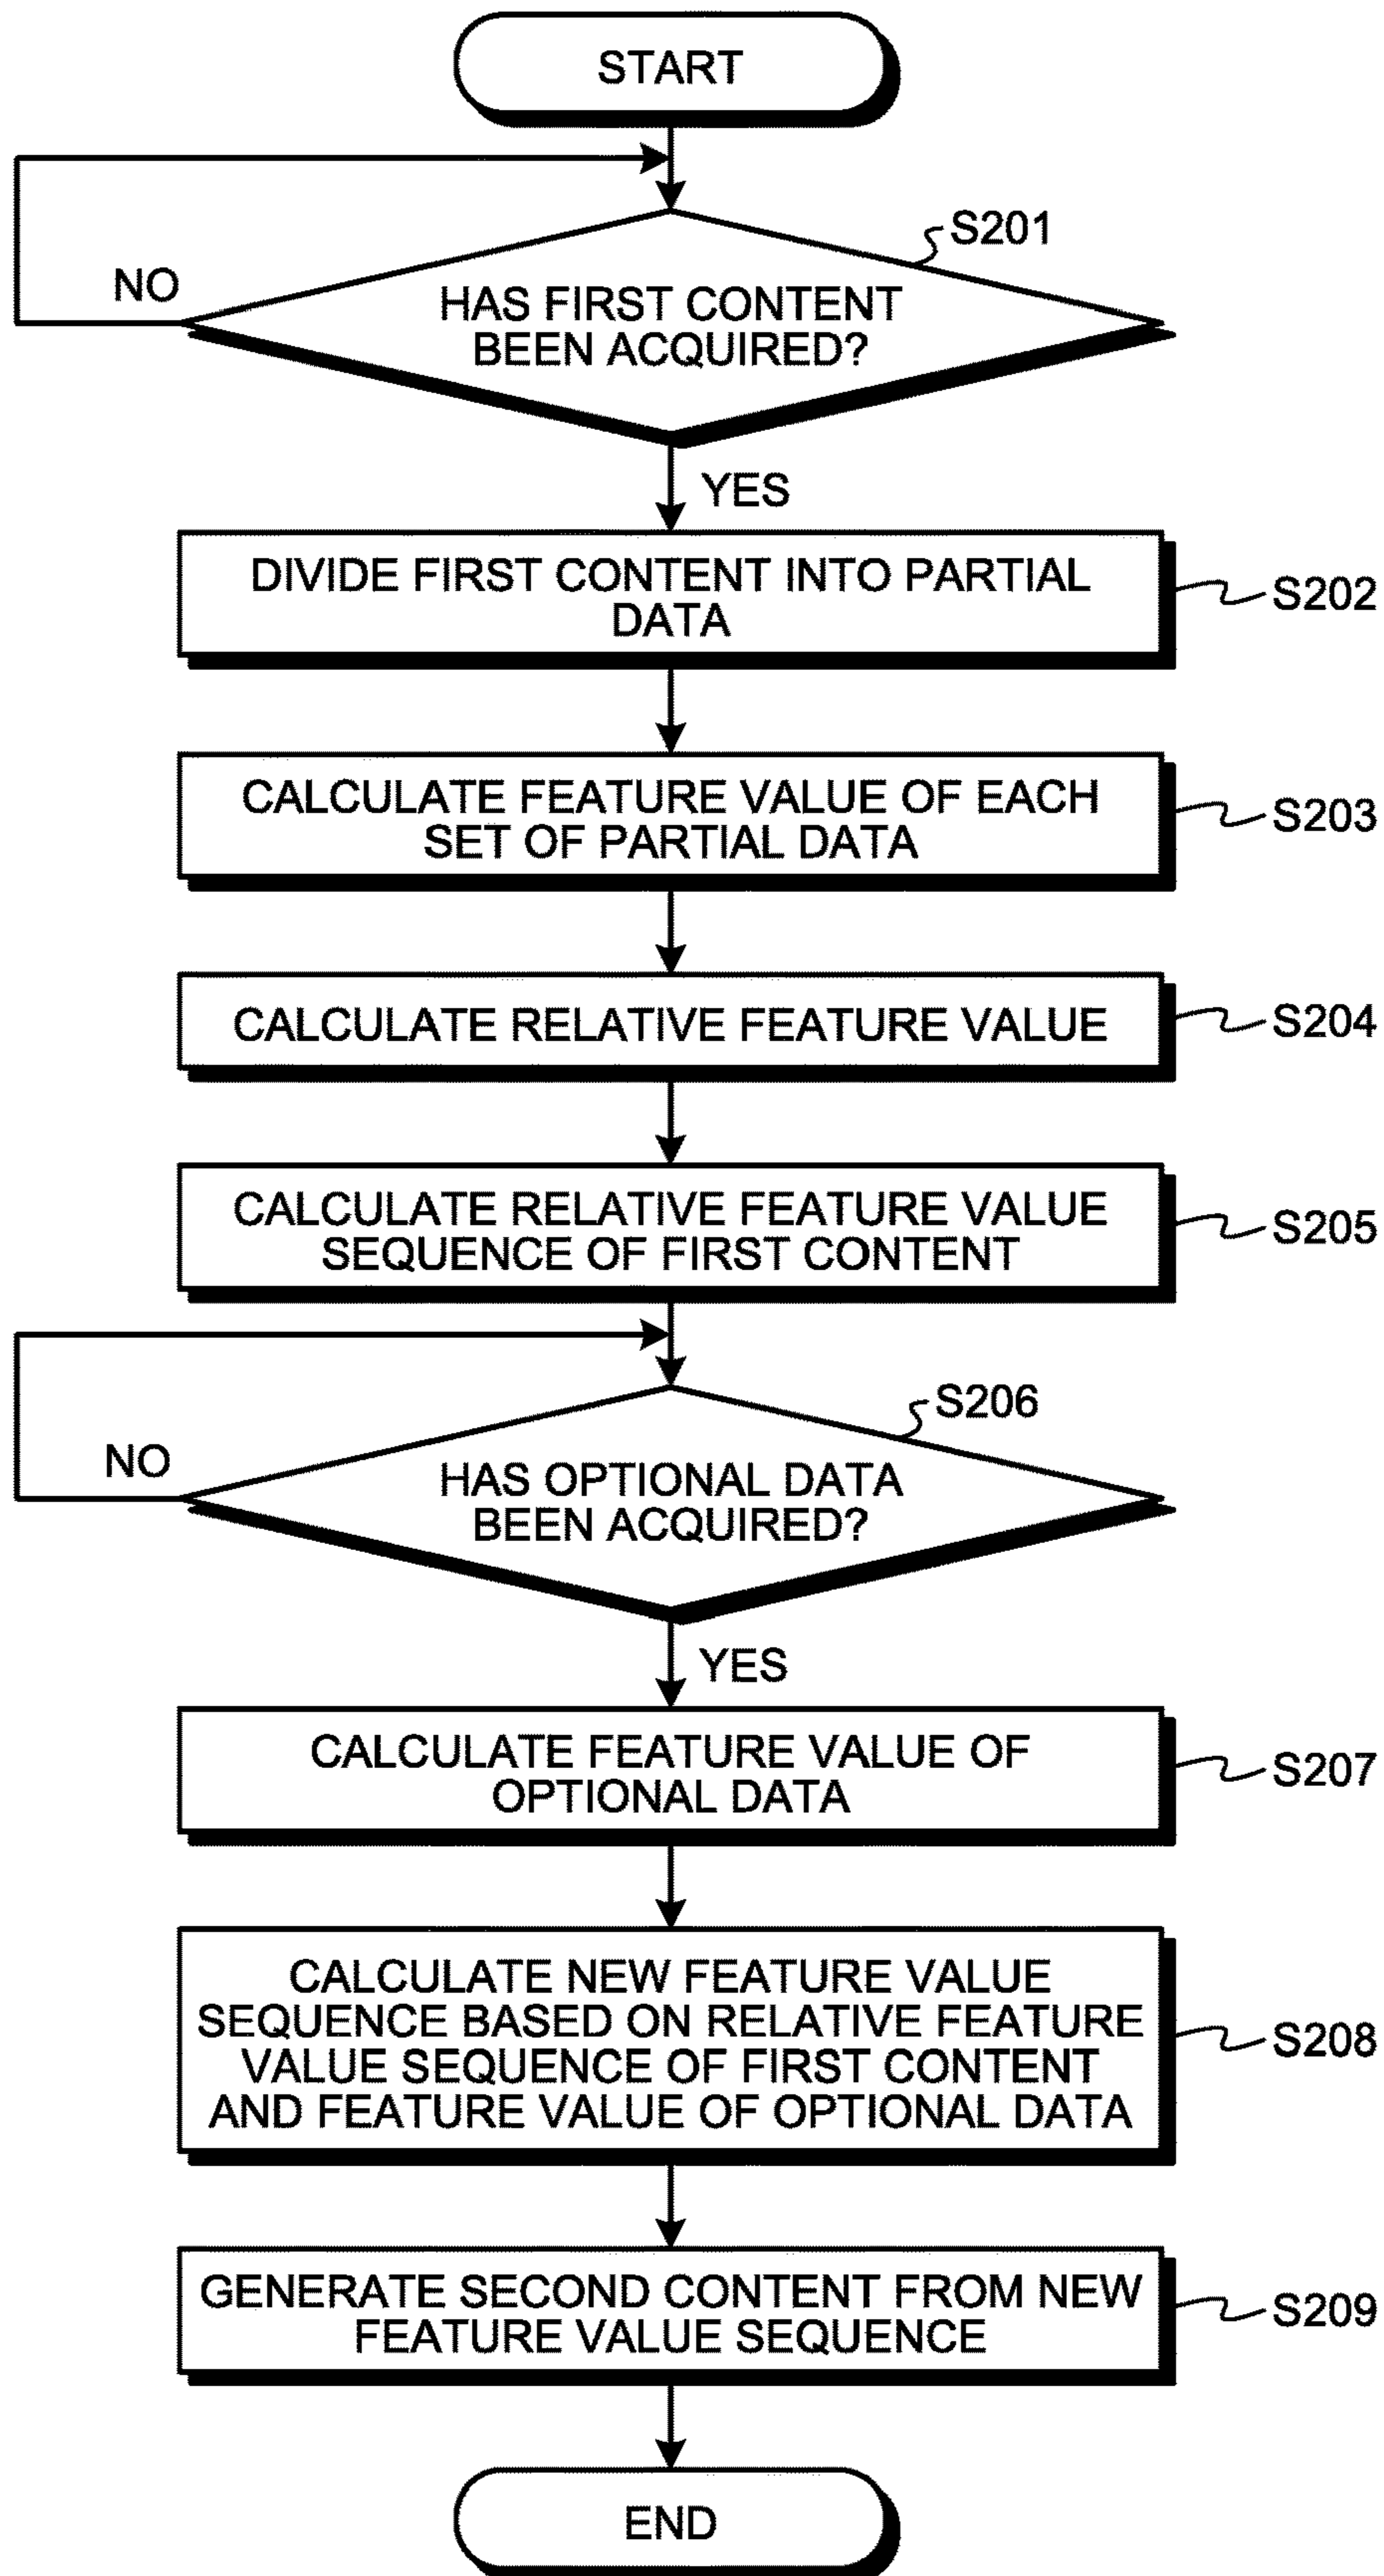 START
S201
NO
HAS FIRST CONTENT
BEEN ACQUIRED?
YES
DIVIDE FIRST CONTENT INTO PARTIAL
DATA
S202
CALCULATE FEATURE VALUE OF EACH
SET OF PARTIAL DATA
S203
CALCULATE RELATIVE FEATURE VALUE
S204
CALCULATE RELATIVE FEATURE VALUE
SEQUENCE OF FIRST CONTENT
S205
S206
NO
HAS OPTIONAL DATA
BEEN ACQUIRED?
YES
CALCULATE FEATURE VALUE OF
OPTIONAL DATA
S207
CALCULATE NEW FEATURE VALUE
SEQUENCE BASED ON RELATIVE FEATURE
VALUE SEQUENCE OF FIRST CONTENT
AND FEATURE VALUE OF OPTIONAL DATA
S208
GENERATE SECOND CONTENT FROM NEW
FEATURE VALUE SEQUENCE
S209
END